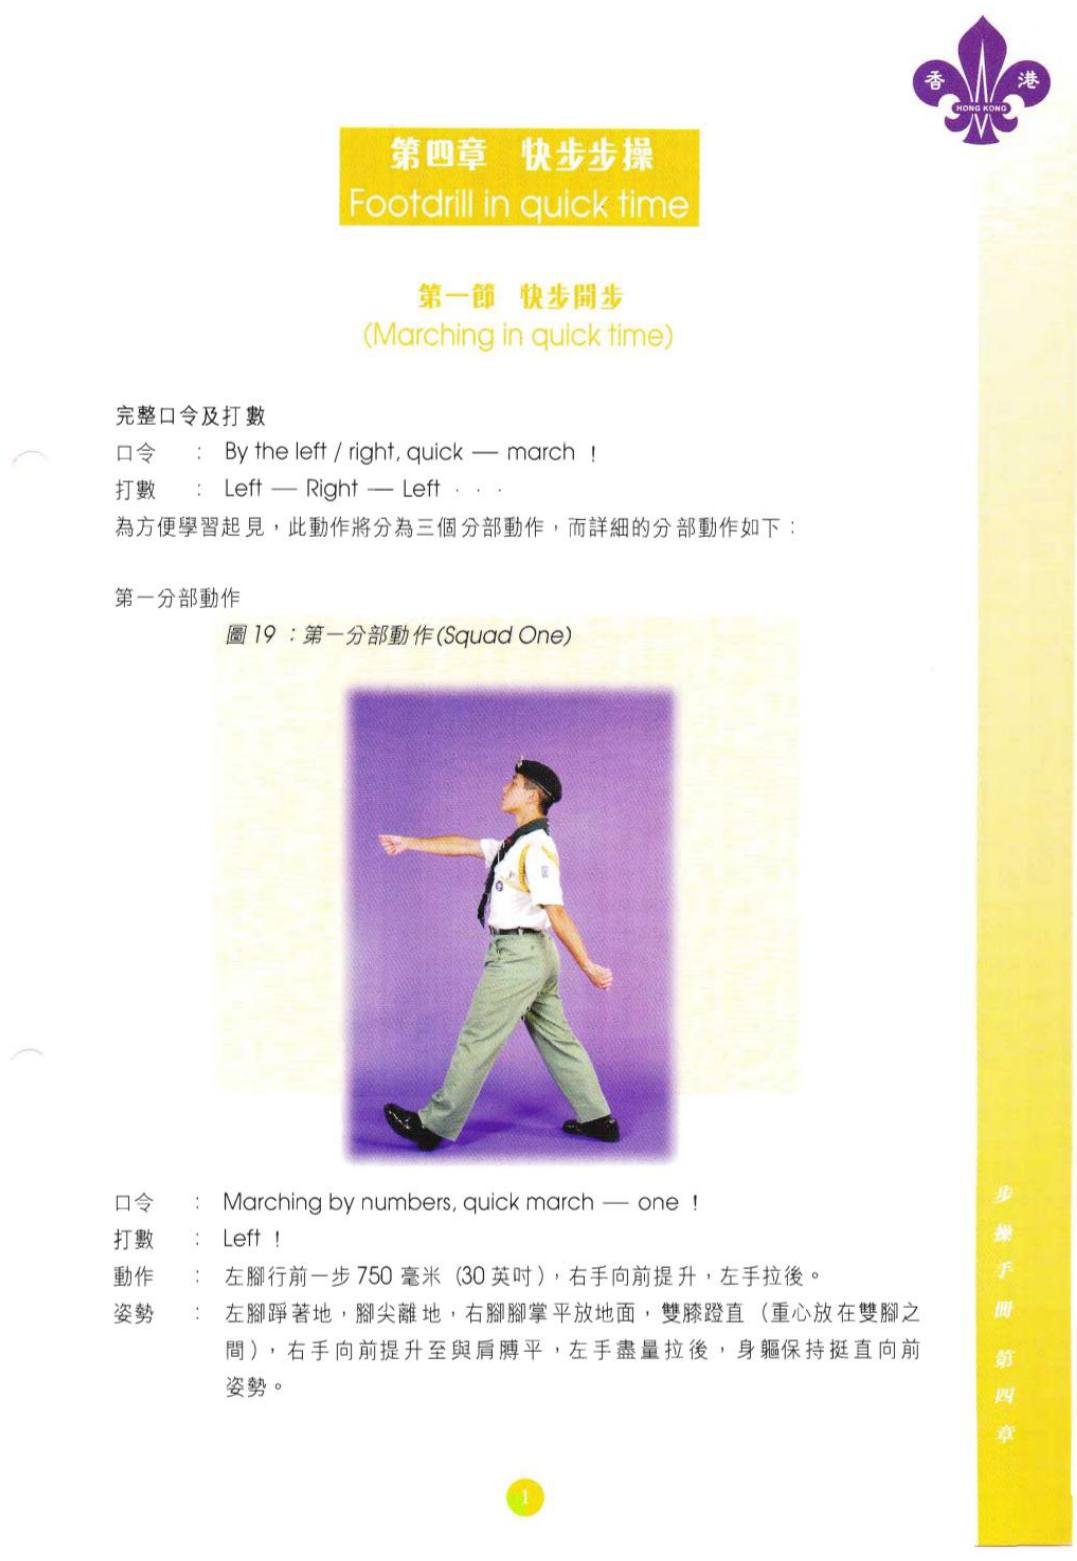 香港
HONG KONG
第四章 快步步操
Footdrill in quick time
第一節 快步開步
(Marching in quick time)
完整口令及打數
口令 : By the left / right, quick — march !
打數 : Left — Right — Left · · ·
為方便學習起見，此動作將分為三個分部動作，而詳細的分部動作如下：
第一分部動作
圖 19 ：第一分部動作(Squad One)
口令 : Marching by numbers, quick march — one !
打數 : Left !
動作 : 左腳行前一步 750 毫米（30 英吋），右手向前提升，左手拉後。
姿勢 : 左腳踭著地，腳尖離地，右腳腳掌平放地面，雙膝蹬直（重心放在雙腳之
間），右手向前提升至與肩膊平，左手盡量拉後，身軀保持挺直向前
姿勢。
步操手冊 第四章
1